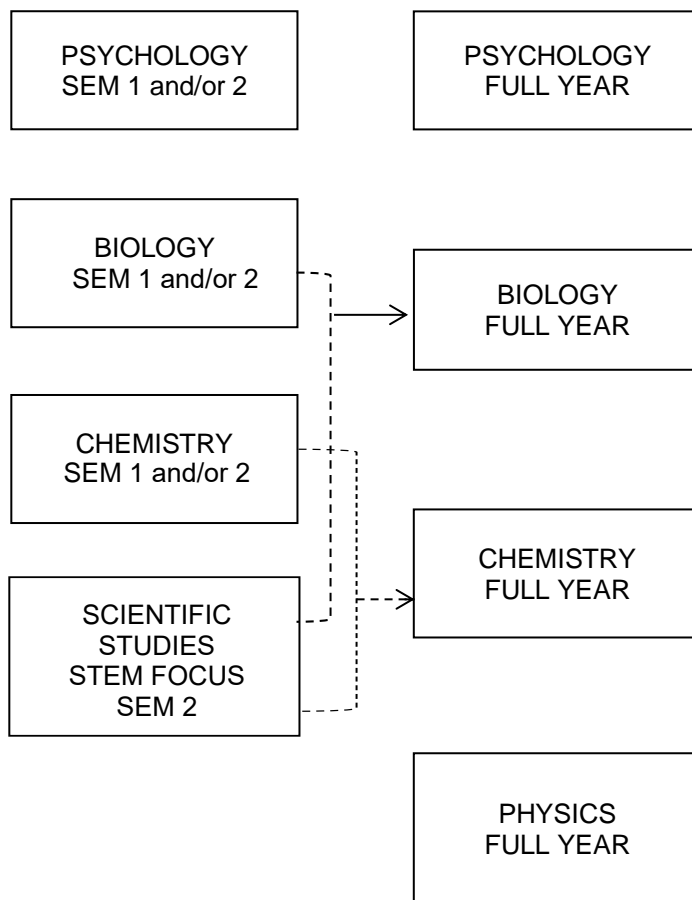 PSYCHOLOGY
SEM 1 and/or 2
PSYCHOLOGY
FULL YEAR
BIOLOGY
SEM 1 and/or 2
BIOLOGY
FULL YEAR
CHEMISTRY
SEM 1 and/or 2
CHEMISTRY
FULL YEAR
SCIENTIFIC
STUDIES
STEM FOCUS
SEM 2
PHYSICS
FULL YEAR